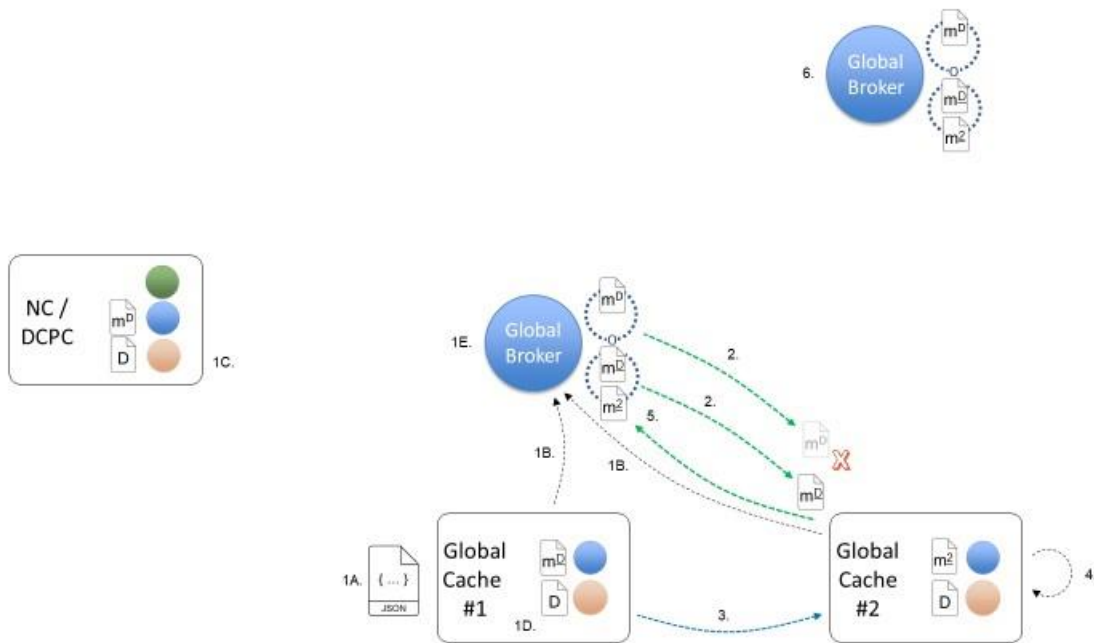 mD
Global
Broker
6.
O
mD
m2
NC /
DCPC
mD
D
1C.
mD
Global
Broker
1E.
O
mD
m2
2.
2.
5.
mD
X
mD
1B.
1B.
Global
Cache
#1
mD
D
1D.
1A.
{ ... }
JSON
3.
Global
Cache
#2
m2
D
4